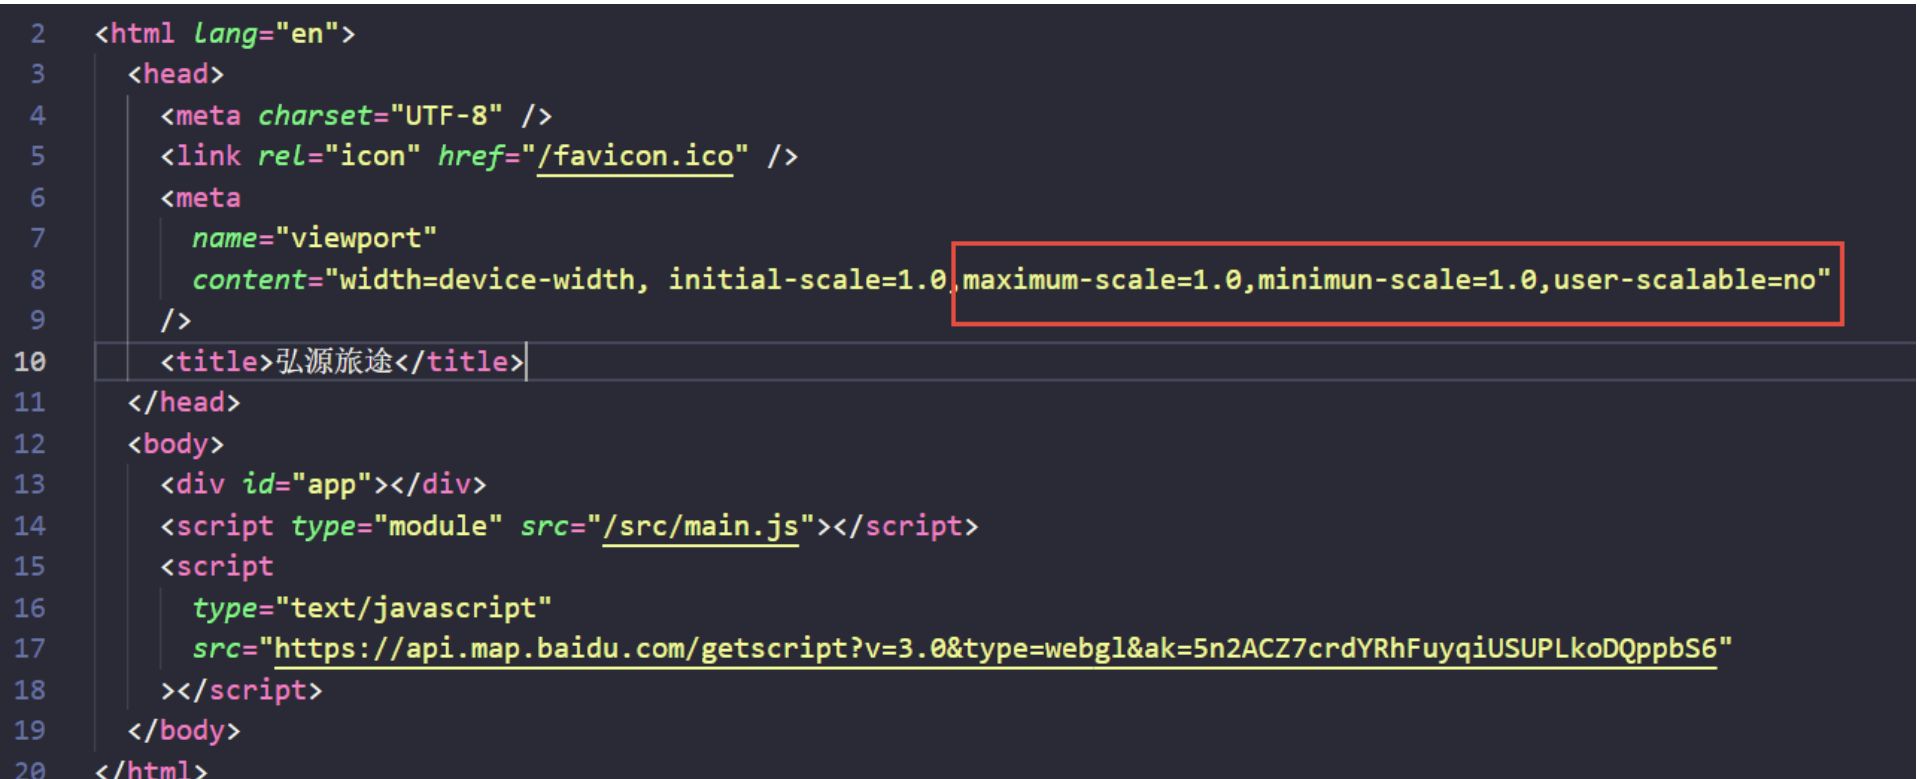 2 <html lang="en">
3 <head>
4 <meta charset="UTF-8" />
5 <link rel="icon" href="/favicon.ico" />
6 <meta
7 name="viewport"
8 content="width=device-width, initial-scale=1.0,maximum-scale=1.0,minimun-scale=1.0,user-scalable=no"
9 />
10 <title>弘源旅途</title>
11 </head>
12 <body>
13 <div id="app"></div>
14 <script type="module" src="/src/main.js"></script>
15 <script
16 type="text/javascript"
17 src="https://api.map.baidu.com/getscript?v=3.0&type=webgl&ak=5n2ACZ7crdYRhFuyqiUSUPLkoDQppbS6"
18 ></script>
19 </body>
20 </html>